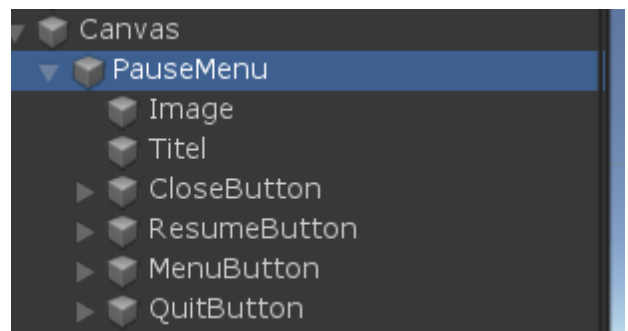 Canvas
PauseMenu
Image
Titel
CloseButton
ResumeButton
MenuButton
QuitButton